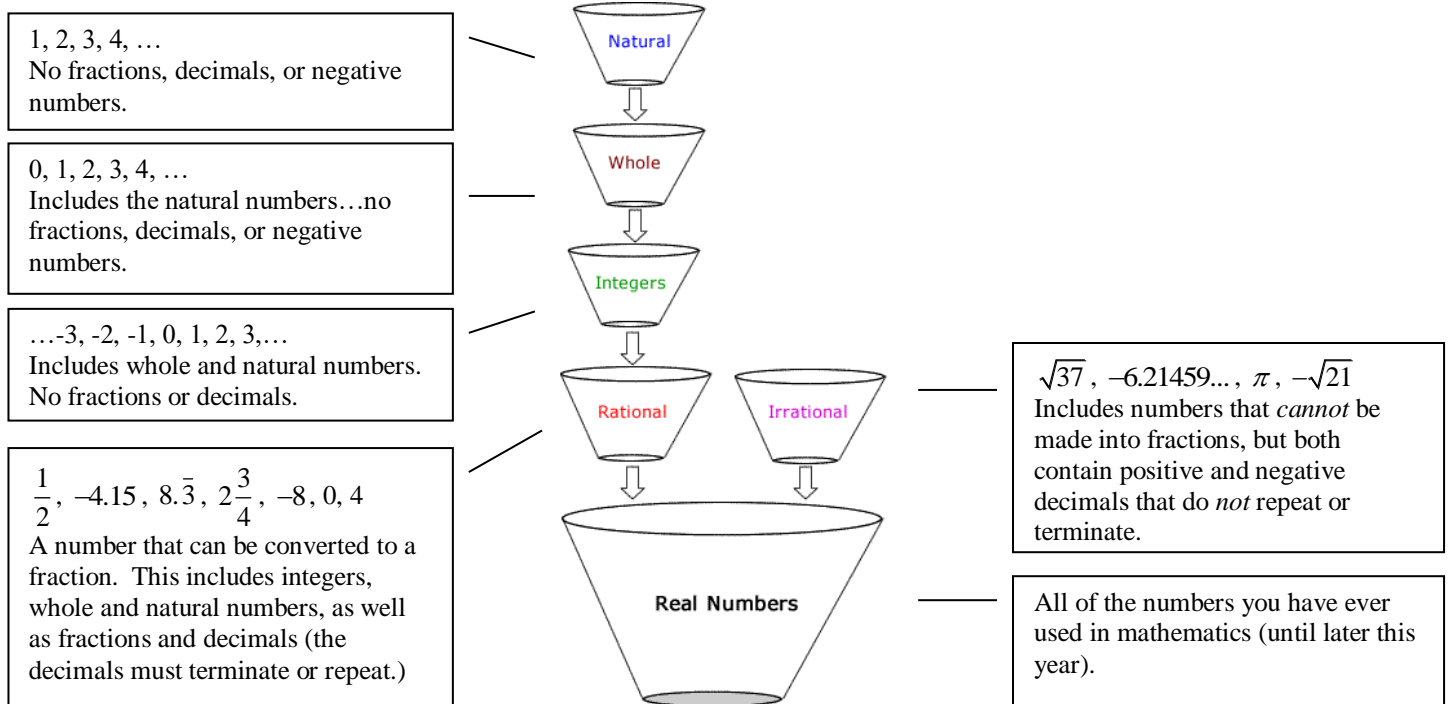 1, 2, 3, 4, …
No fractions, decimals, or negative
numbers.
0, 1, 2, 3, 4, …
Includes the natural numbers…no
fractions, decimals, or negative
numbers.
…-3, -2, -1, 0, 1, 2, 3,…
Includes whole and natural numbers.
No fractions or decimals.
1/2, −4.15, 8.3̄, 2 3/4, −8, 0, 4
A number that can be converted to a
fraction.  This includes integers,
whole and natural numbers, as well
as fractions and decimals (the
decimals must terminate or repeat.)
Natural
Whole
Integers
Rational
Irrational
Real Numbers
√37, −6.21459..., π, −√21
Includes numbers that cannot be
made into fractions, but both
contain positive and negative
decimals that do not repeat or
terminate.
All of the numbers you have ever
used in mathematics (until later this
year).